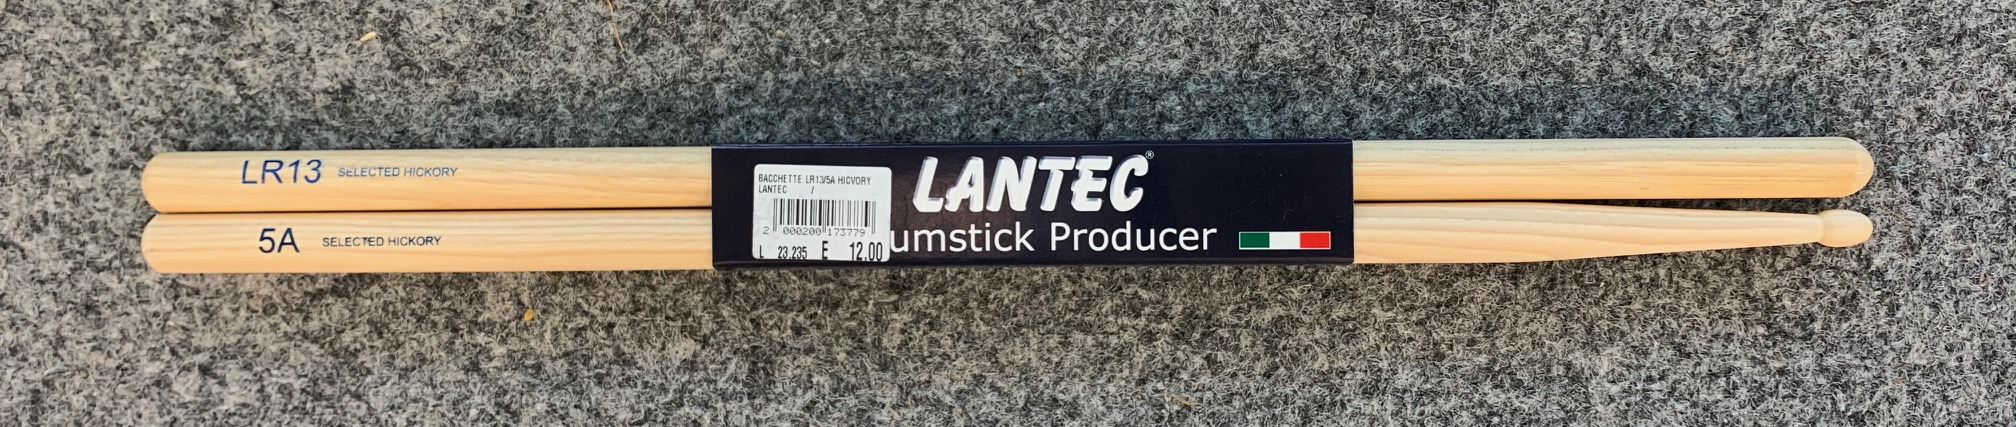 LR13 SELECTED HICKORY
5A SELECTED HICKORY
BACCHETTE LR13/5A HICVORY
LANTEC /
2 000200 173779
L 23.235 E 12.00
LANTEC®
umstick Producer